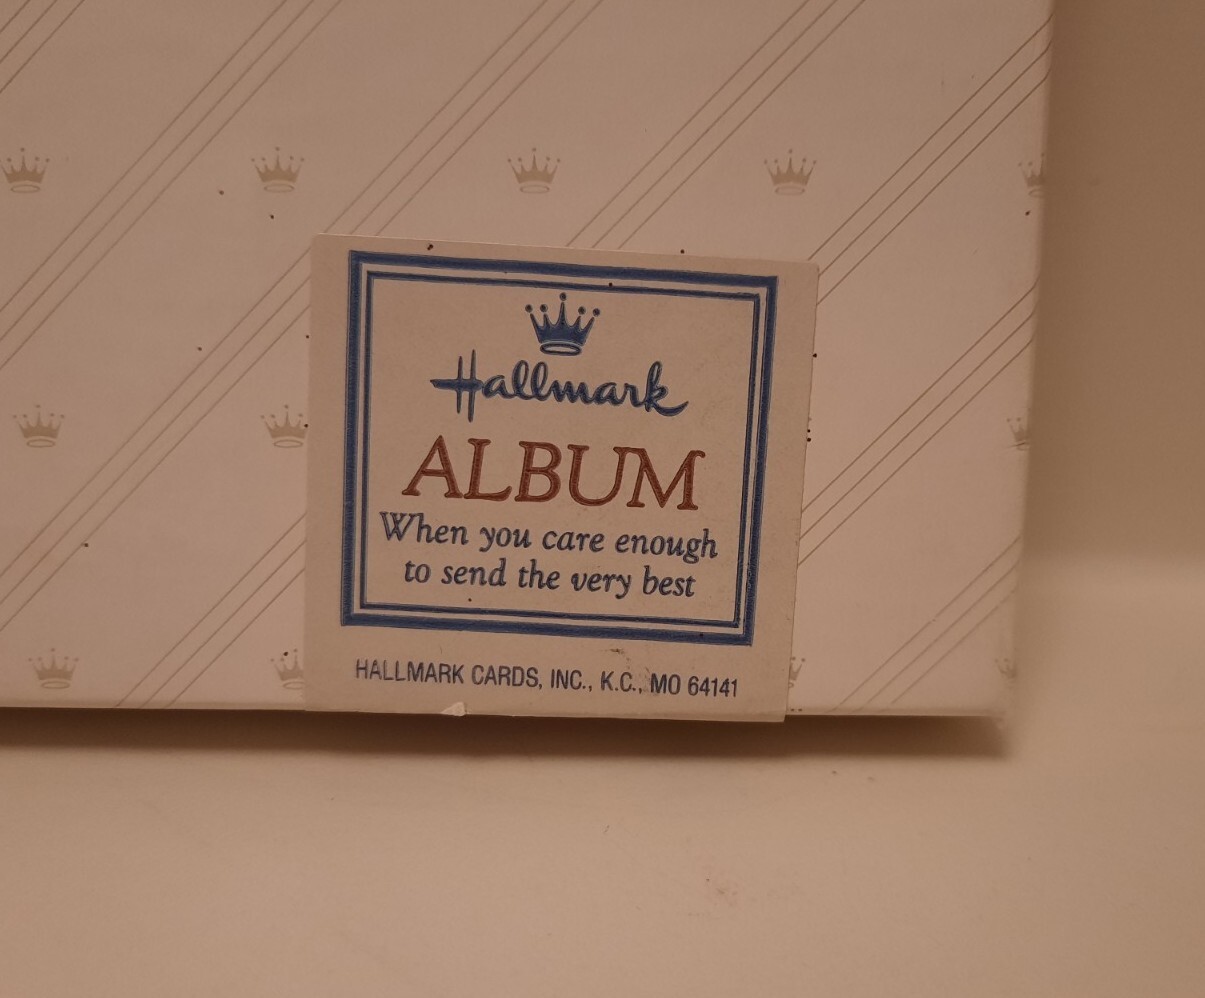 Hallmark
ALBUM
When you care enough
to send the very best
HALLMARK CARDS, INC., K.C., MO 64141